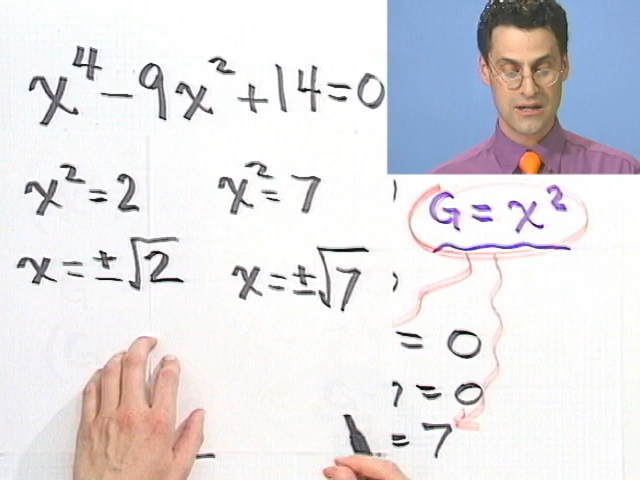 x⁴ - 9x² + 14 = 0
x² = 2    x² = 7
x = ±√2    x = ±√7
G = x²
= 0
) = 0
= 7